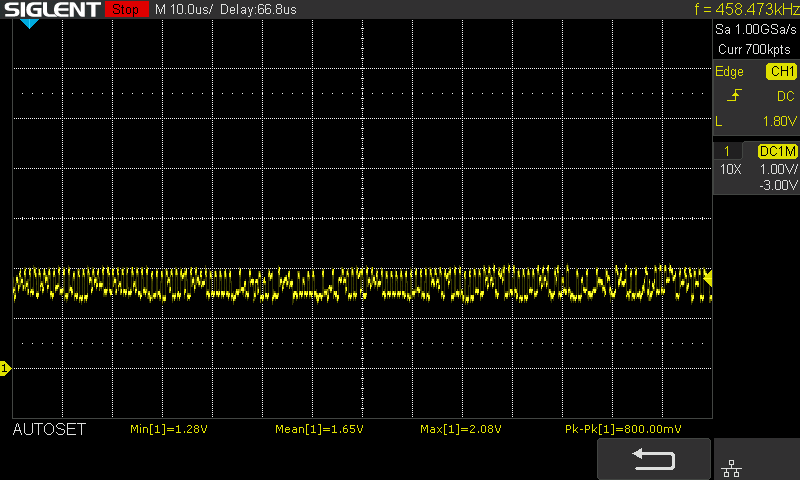 SIGLENT Stop M 10.0us/ Delay:66.8us f = 458.473kHz
Sa 1.00GSa/s
Curr 700kpts
Edge CH1
DC
L 1.80V
1 DC1M
10X 1.00V/
-3.00V
1
AUTOSET Min[1]=1.28V Mean[1]=1.65V Max[1]=2.08V Pk-Pk[1]=800.00mV